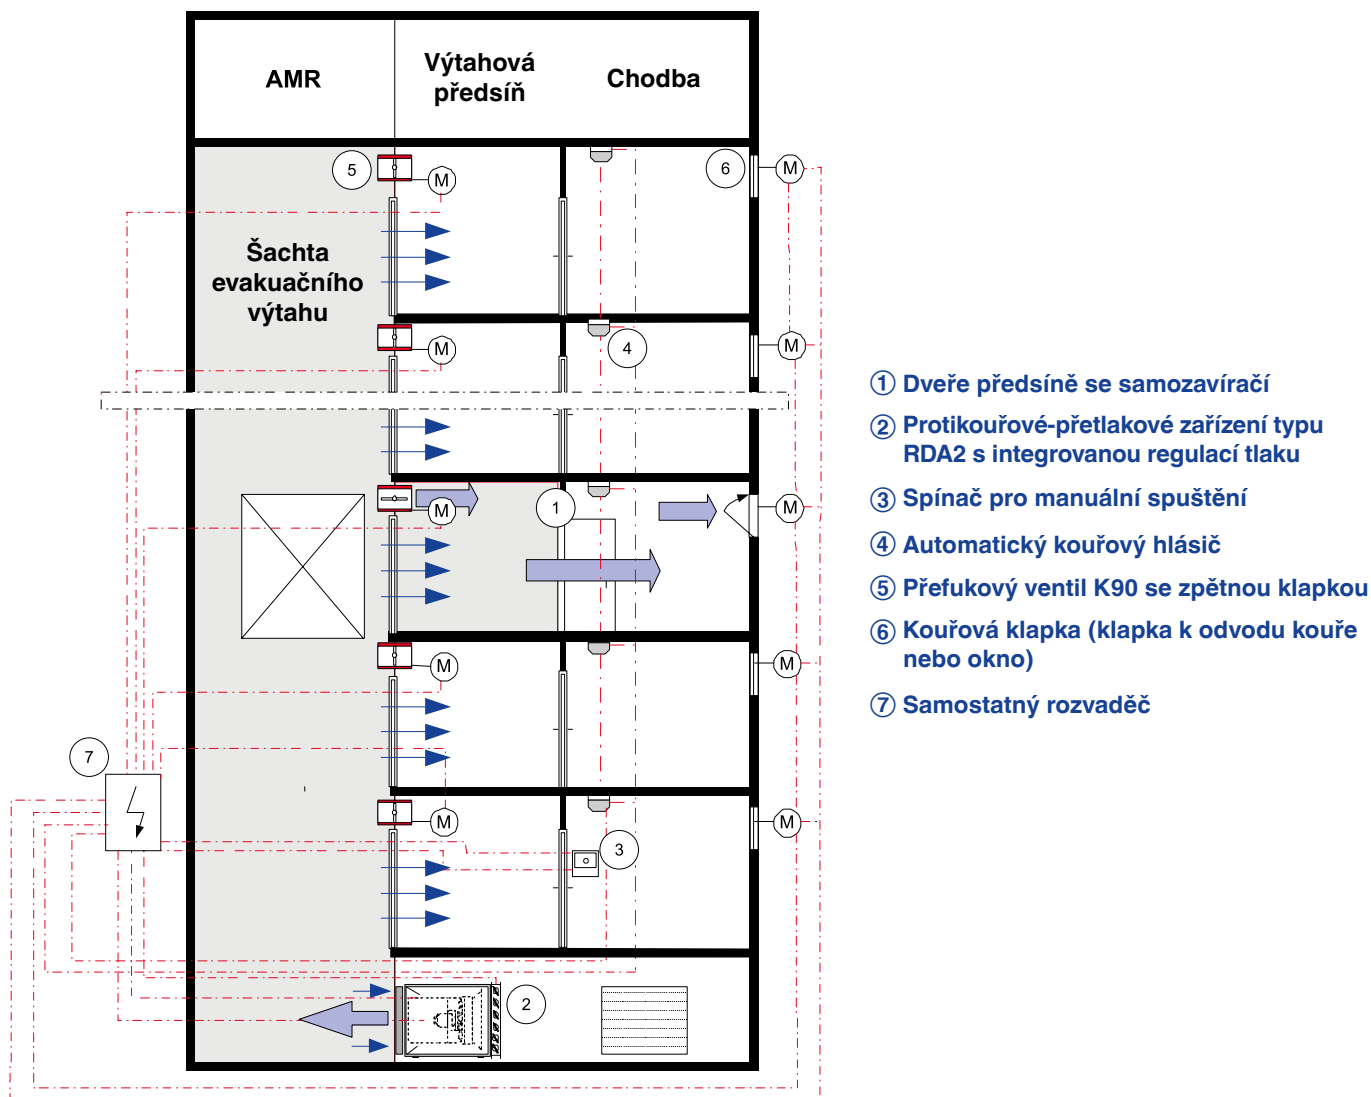 AMR
Výtahová
předsíň
Chodba
5
M
6
M
Šachta
evakuačního
výtahu
M
4
M
1
M
M
M
M
7
M
M
3
2
1 Dveře předsíně se samozavíračí
2 Protikouřové-přetlakové zařízení typu
RDA2 s integrovanou regulací tlaku
3 Spínač pro manuální spuštění
4 Automatický kouřový hlásič
5 Přefukový ventil K90 se zpětnou klapkou
6 Kouřová klapka (klapka k odvodu kouře
nebo okno)
7 Samostatný rozvaděč